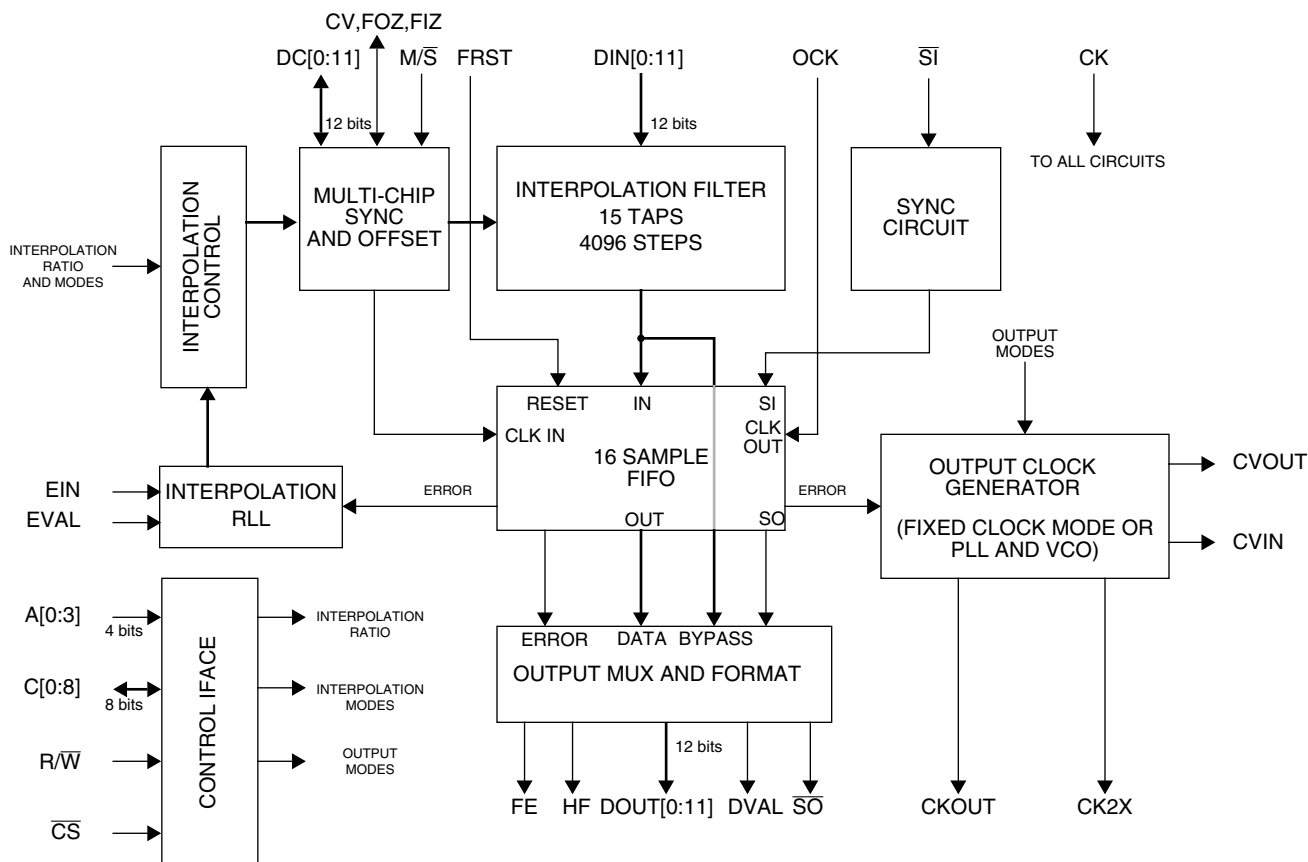 CV,FOZ,FIZ
DC[0:11]
M/S̅
FRST
DIN[0:11]
OCK
S̅I̅
CK
12 bits
12 bits
TO ALL CIRCUITS
INTERPOLATION
CONTROL
MULTI-CHIP
SYNC
AND OFFSET
INTERPOLATION FILTER
15 TAPS
4096 STEPS
SYNC
CIRCUIT
INTERPOLATION
RATIO
AND MODES
OUTPUT
MODES
RESET
IN
SI
CLK IN
CLK
OUT
16 SAMPLE
FIFO
OUT
SO
OUTPUT CLOCK
GENERATOR
(FIXED CLOCK MODE OR
PLL AND VCO)
CVOUT
CVIN
EIN
EVAL
INTERPOLATION
RLL
ERROR
ERROR
A[0:3]
4 bits
C[0:8]
8 bits
R/W̅
C̅S̅
CONTROL IFACE
INTERPOLATION
RATIO
INTERPOLATION
MODES
OUTPUT
MODES
ERROR
DATA
BYPASS
OUTPUT MUX AND FORMAT
12 bits
FE
HF
DOUT[0:11]
DVAL
S̅O̅
CKOUT
CK2X